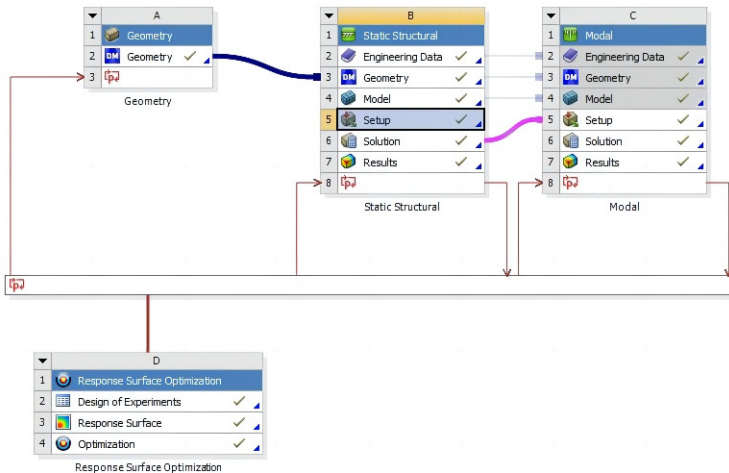 A
1 Geometry
2 DM Geometry
3 p
Geometry
B
1 Static Structural
2 Engineering Data
3 DM Geometry
4 Model
5 Setup
6 Solution
7 Results
8 p
Static Structural
C
1 Modal
2 Engineering Data
3 DM Geometry
4 Model
5 Setup
6 Solution
7 Results
8 p
Modal
p
D
1 Response Surface Optimization
2 Design of Experiments
3 Response Surface
4 Optimization
Response Surface Optimization